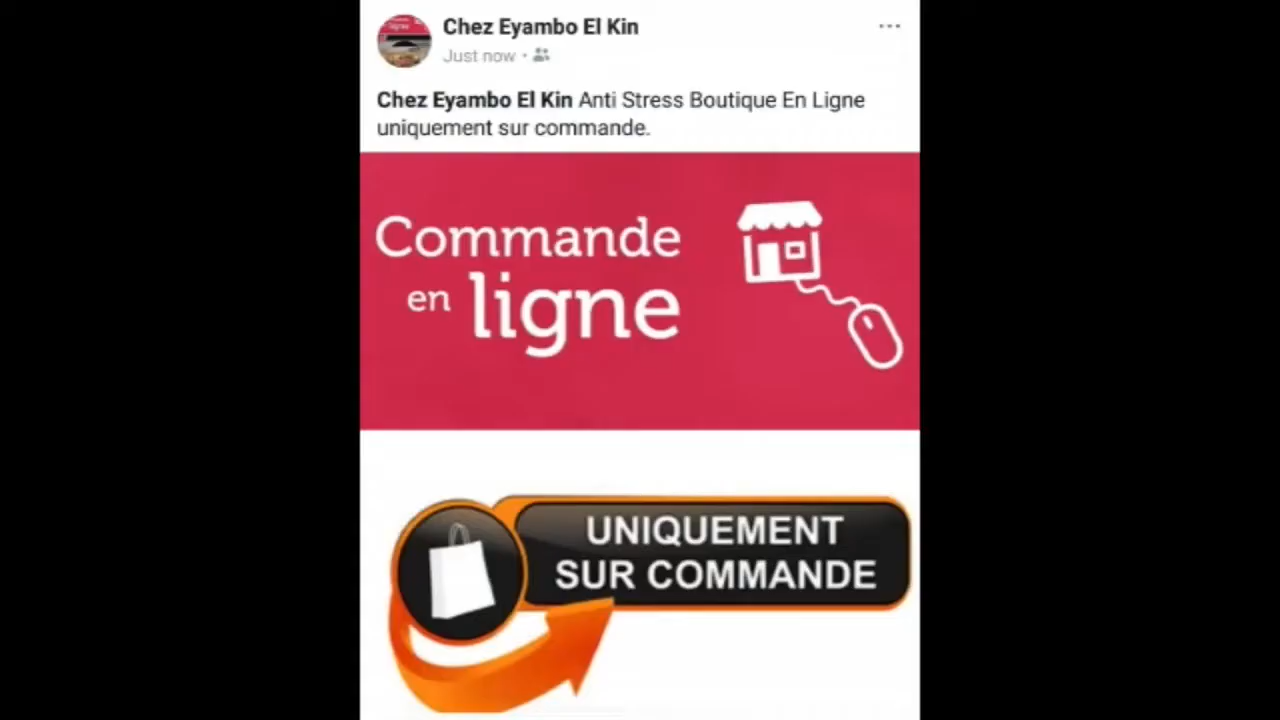 Chez Eyambo El Kin
Just now
Chez Eyambo El Kin Anti Stress Boutique En Ligne
uniquement sur commande.
Commande
en ligne
UNIQUEMENT
SUR COMMANDE